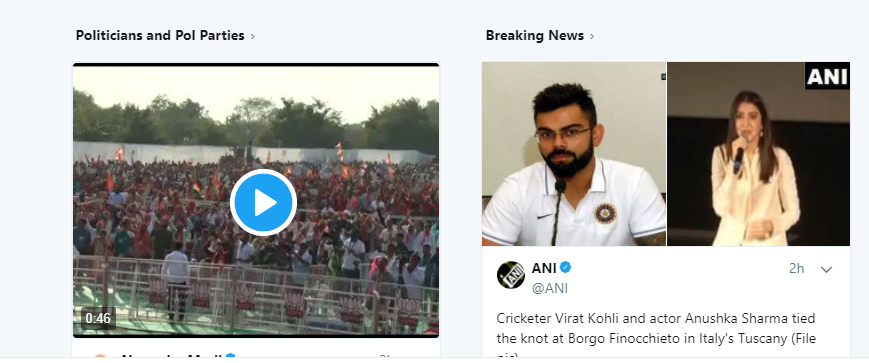 Politicians and Pol Parties ›
Breaking News ›
ANI
0:46
ANI
2h
@ANI
Cricketer Virat Kohli and actor Anushka Sharma tied
the knot at Borgo Finocchieto in Italy's Tuscany (File